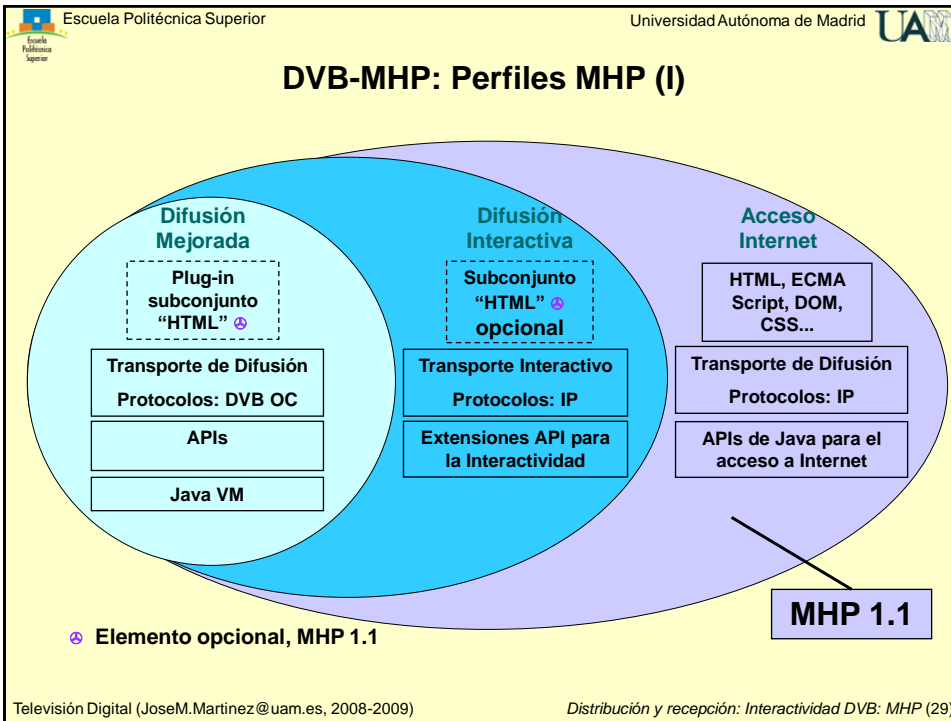 Escuela Politécnica Superior
Universidad Autónoma de Madrid
UAM
Escuela
Politécnica
Superior
DVB-MHP: Perfiles MHP (I)
Difusión
Mejorada
Plug-in
subconjunto
“HTML”
Transporte de Difusión
Protocolos: DVB OC
APIs
Java VM
Difusión
Interactiva
Subconjunto
“HTML”
opcional
Transporte Interactivo
Protocolos: IP
Extensiones API para
la Interactividad
Acceso
Internet
HTML, ECMA
Script, DOM,
CSS...
Transporte de Difusión
Protocolos: IP
APIs de Java para el
acceso a Internet
MHP 1.1
Elemento opcional, MHP 1.1
Televisión Digital (JoseM.Martinez@uam.es, 2008-2009)
Distribución y recepción: Interactividad DVB: MHP (29)